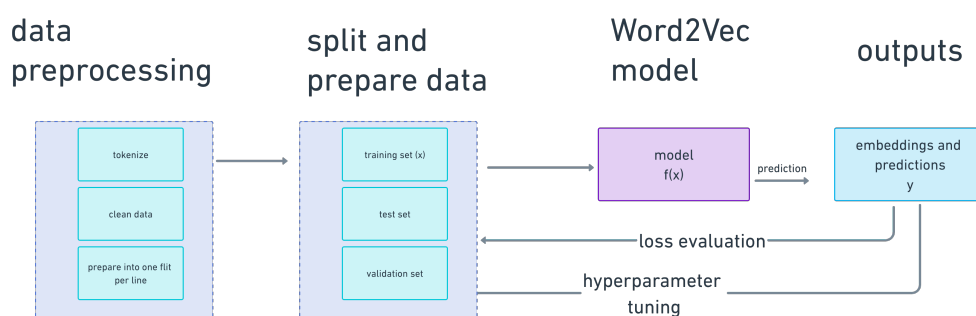 data
preprocessing
split and
prepare data
Word2Vec
model
outputs
tokenize
clean data
prepare into one flit
per line
training set (x)
test set
validation set
model
f(x)
prediction
embeddings and
predictions
y
loss evaluation
hyperparameter
tuning